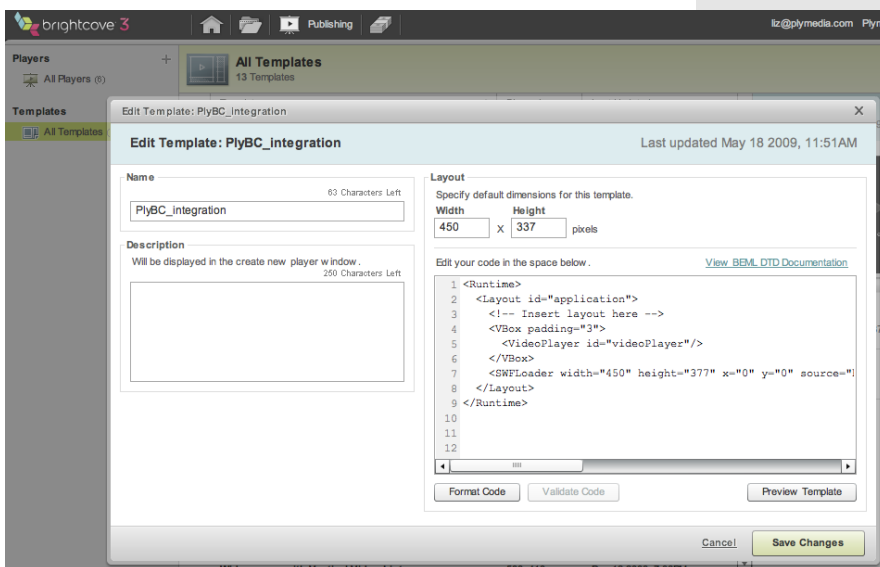 brightcove 3
Publishing
liz@plymedia.com
Players
+
All Players (6)
All Templates
13 Templates
Templates
All Templates
Edit Template: PlyBC_integration
X
Edit Template: PlyBC_integration
Last updated May 18 2009, 11:51AM
Name
63 Characters Left
PlyBC_integration
Description
Will be displayed in the create new player window.
250 Characters Left
Layout
Specify default dimensions for this template.
Width Height
450 X 337 pixels
Edit your code in the space below. View BEML DTD Documentation
1 <Runtime>
2 <Layout id="application">
3 <!-- Insert layout here -->
4 <VBox padding="3">
5 <VideoPlayer id="videoPlayer"/>
6 </VBox>
7 <SWFLoader width="450" height="377" x="0" y="0" source="
8 </Layout>
9 </Runtime>
10
11
12
Format Code
Validate Code
Preview Template
Cancel
Save Changes